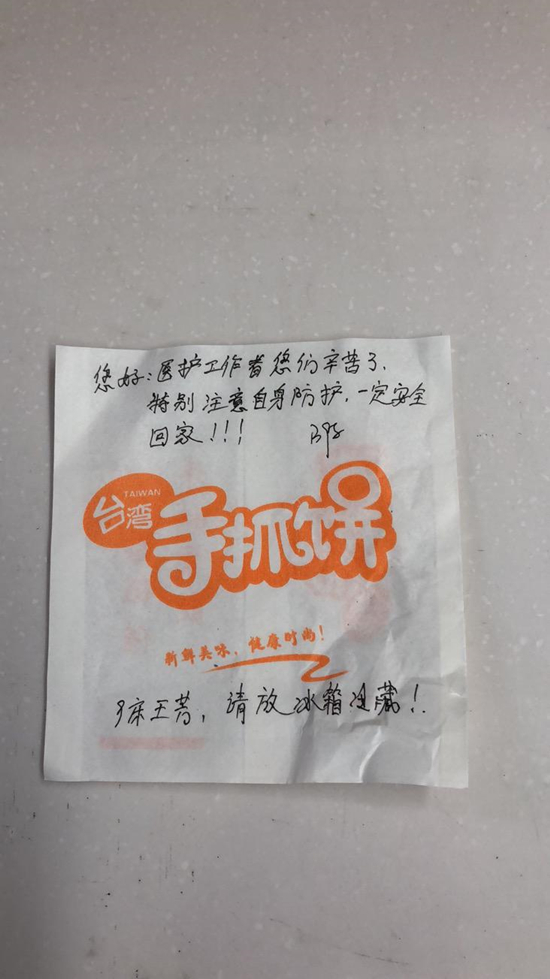 您好:医护工作者您们辛苦了.
特别注意自身防护.一定安全
回家!!!
TAIWAN
台湾
手抓饼
新鲜美味,健康时尚!
床王芳,请放冰箱冷藏!.